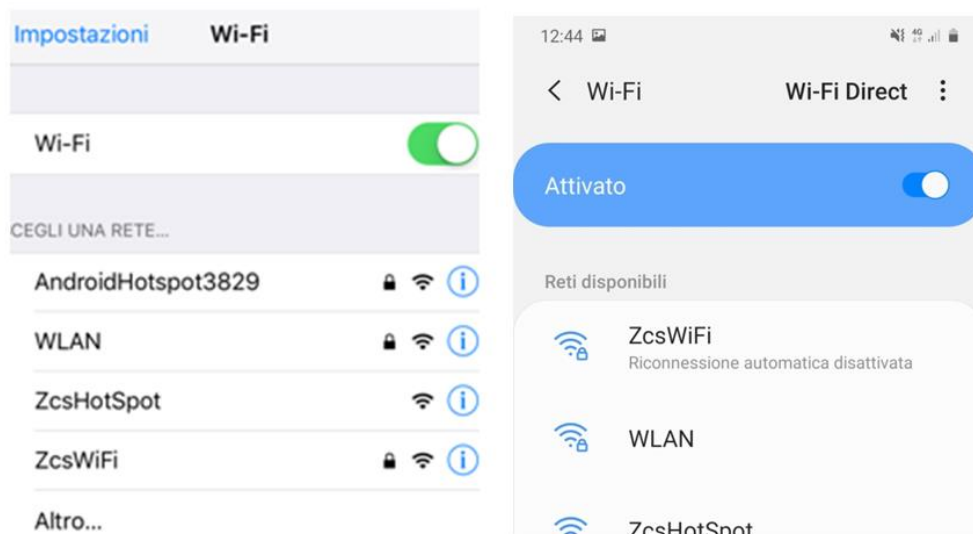 Impostazioni Wi-Fi
Wi-Fi
CEGLI UNA RETE...
AndroidHotspot3829
WLAN
ZcsHotSpot
ZcsWiFi
Altro...
12:44
4G
Wi-Fi Wi-Fi Direct
Attivato
Reti disponibili
ZcsWiFi
Riconnessione automatica disattivata
WLAN
ZcsHotSpot